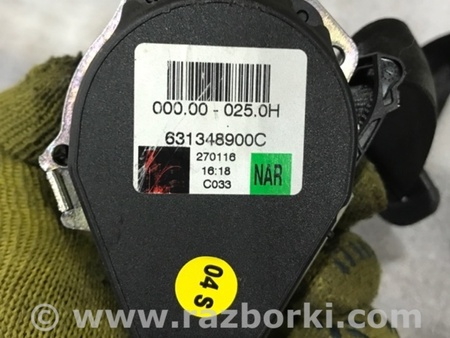 000.00 - 025.0H
631348900C
270116
16:18
C033
NAR
04 S
© www.razborki.com